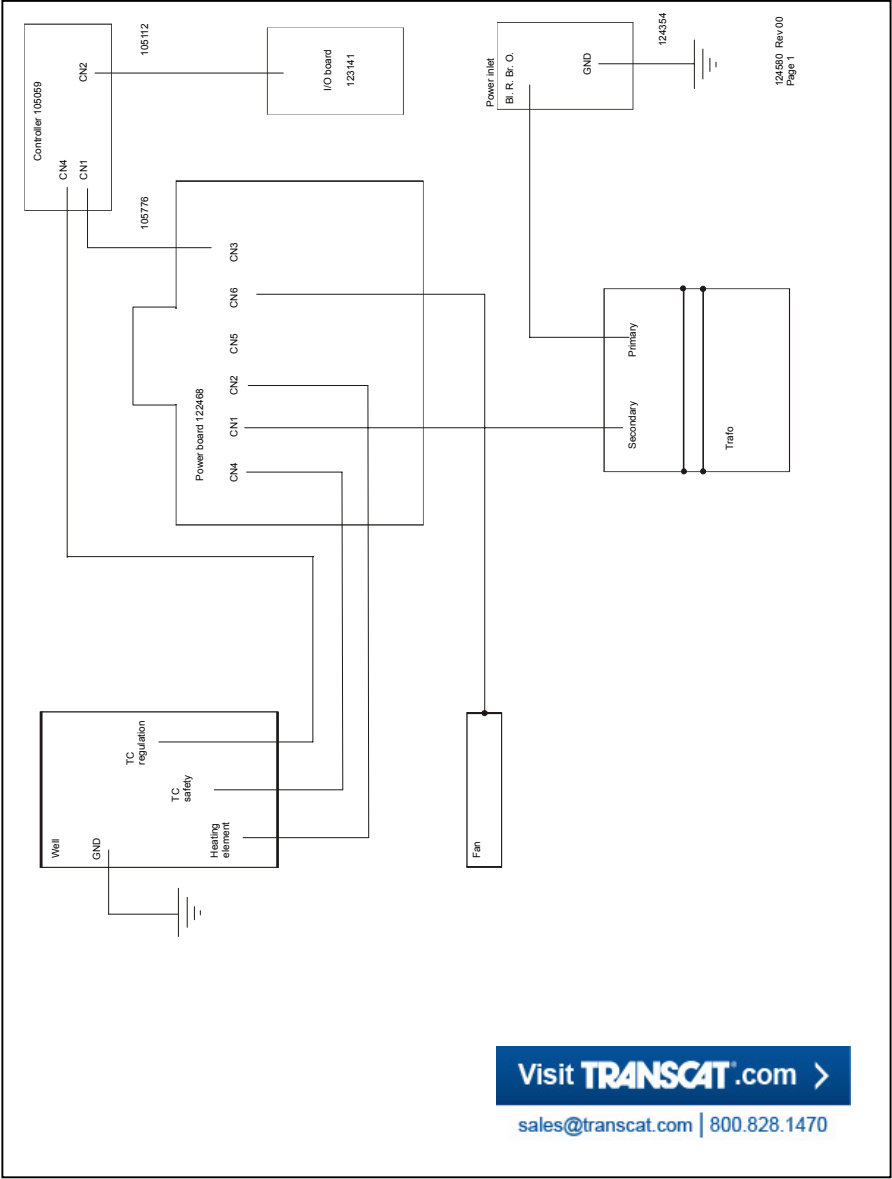 Controller 105059
CN2
CN4
CN1
105112
I/O board
123141
Power inlet
Bl. R. Br. O.
GND
124354
124580 Rev 00
Page 1
105776
Power board 122468
CN3
CN6
CN5
CN2
CN1
CN4
Primary
Secondary
Trafo
Well
GND
TC
regulation
TC
safety
Heating
element
Fan
Visit TRANSCAT®.com >
sales@transcat.com | 800.828.1470